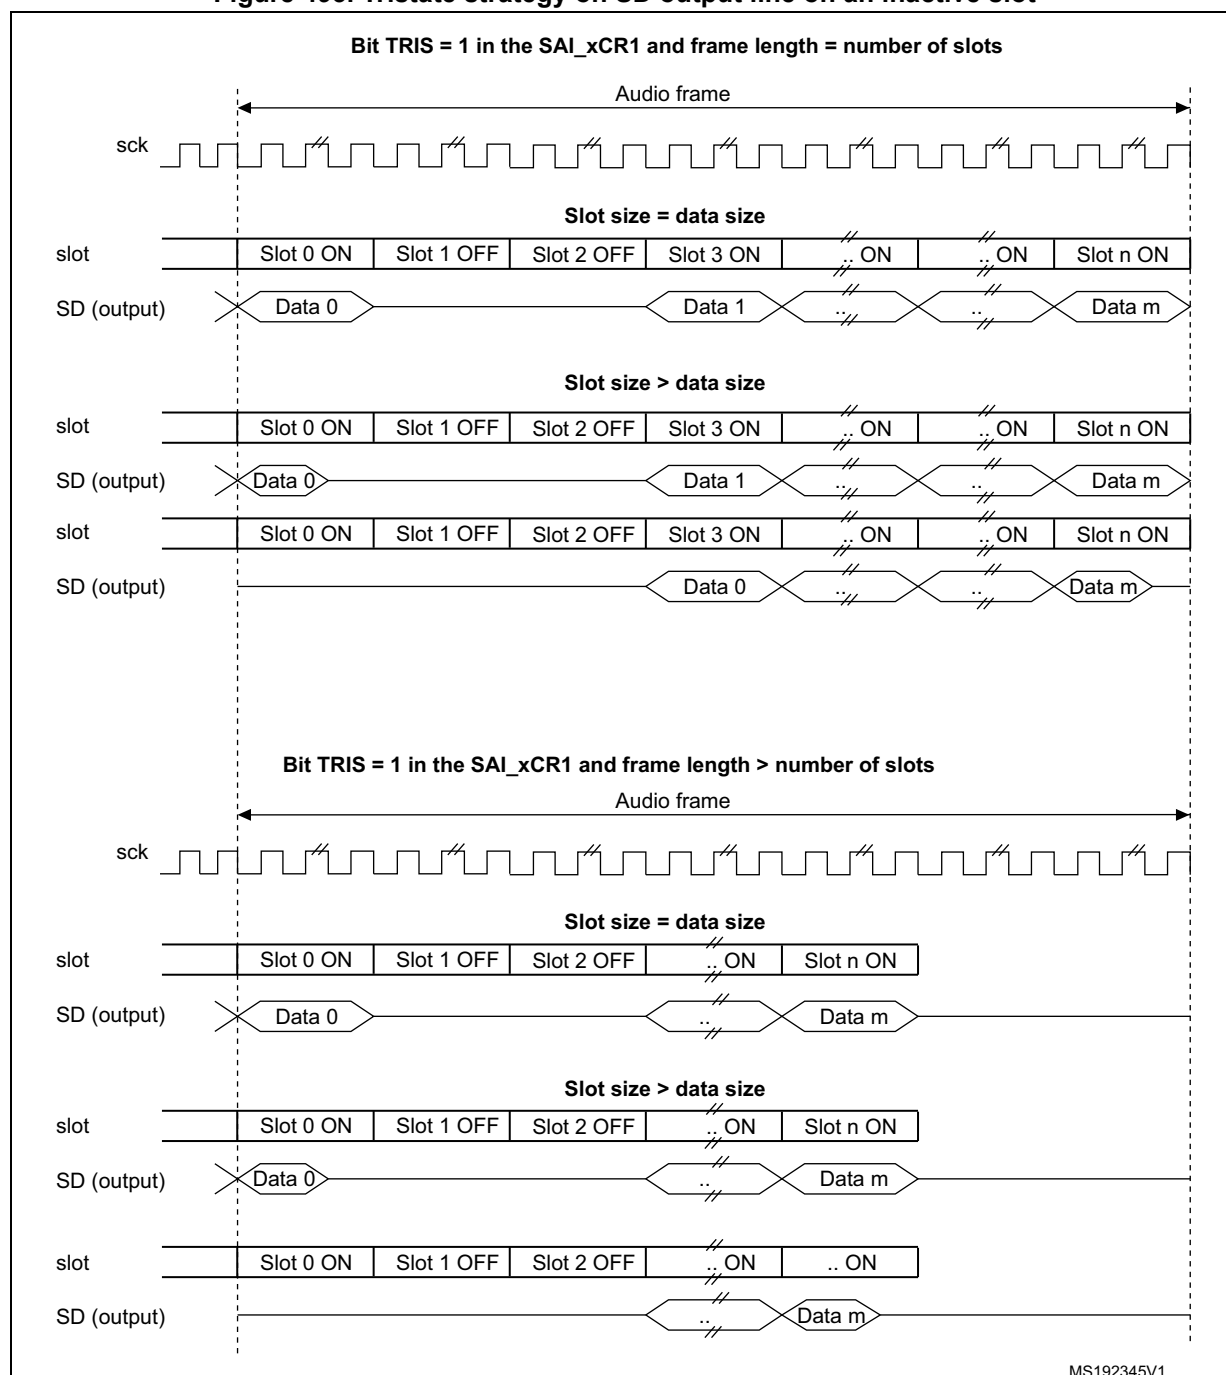 Bit TRIS = 1 in the SAI_xCR1 and frame length = number of slots
Audio frame
sck
Slot size = data size
slot Slot 0 ON Slot 1 OFF Slot 2 OFF Slot 3 ON .. ON .. ON Slot n ON
SD (output) Data 0 Data 1 .. .. Data m
Slot size > data size
slot Slot 0 ON Slot 1 OFF Slot 2 OFF Slot 3 ON .. ON .. ON Slot n ON
SD (output) Data 0 Data 1 .. .. Data m
slot Slot 0 ON Slot 1 OFF Slot 2 OFF Slot 3 ON .. ON .. ON Slot n ON
SD (output) Data 0 .. .. Data m
Bit TRIS = 1 in the SAI_xCR1 and frame length > number of slots
Audio frame
sck
Slot size = data size
slot Slot 0 ON Slot 1 OFF Slot 2 OFF .. ON Slot n ON
SD (output) Data 0 .. Data m
Slot size > data size
slot Slot 0 ON Slot 1 OFF Slot 2 OFF .. ON Slot n ON
SD (output) Data 0 .. Data m
slot Slot 0 ON Slot 1 OFF Slot 2 OFF .. ON .. ON
SD (output) .. Data m
MS192345V1